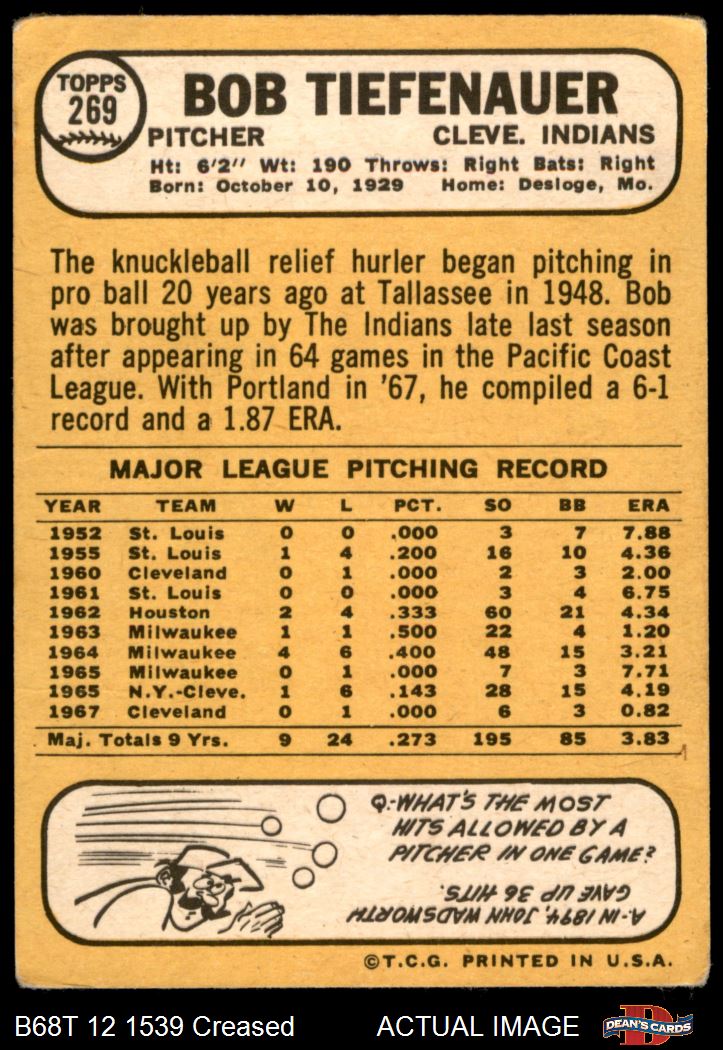 TOPPS
269
BOB TIEFENAUER
PITCHER CLEVE. INDIANS
Ht: 6'2" Wt: 190 Throws: Right Bats: Right
Born: October 10, 1929 Home: Desloge, Mo.
The knuckleball relief hurler began pitching in
pro ball 20 years ago at Tallassee in 1948. Bob
was brought up by The Indians late last season
after appearing in 64 games in the Pacific Coast
League. With Portland in '67, he compiled a 6-1
record and a 1.87 ERA.
MAJOR LEAGUE PITCHING RECORD
YEAR TEAM W L PCT. SO BB ERA
1952 St. Louis 0 0 .000 3 7 7.88
1955 St. Louis 1 4 .200 16 10 4.36
1960 Cleveland 0 1 .000 2 3 2.00
1961 St. Louis 0 0 .000 3 4 6.75
1962 Houston 2 4 .333 60 21 4.34
1963 Milwaukee 1 1 .500 22 4 1.20
1964 Milwaukee 4 6 .400 48 15 3.21
1965 Milwaukee 0 1 .000 7 3 7.71
1965 N.Y.-Cleve. 1 6 .143 28 15 4.19
1967 Cleveland 0 1 .000 6 3 0.82
Maj. Totals 9 Yrs. 9 24 .273 195 85 3.83
Q-WHAT'S THE MOST
HITS ALLOWED BY A
PITCHER IN ONE GAME?
A-IN 1894, JOHN WADSWORTH
GAVE UP 36 HITS.
©T.C.G. PRINTED IN U.S.A.
B68T 12 1539 Creased ACTUAL IMAGE
D
DEAN'S CARDS